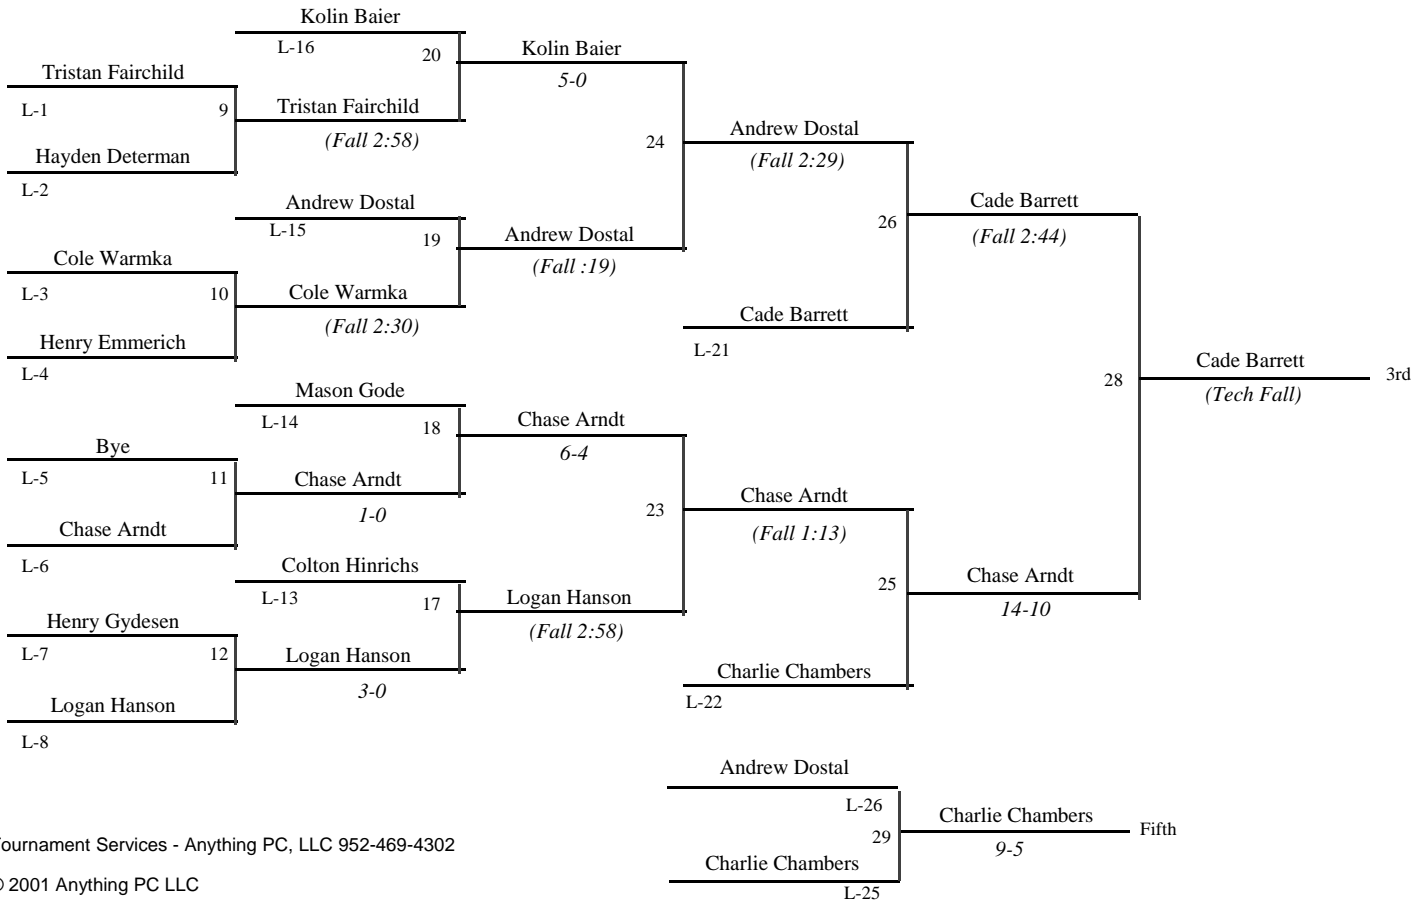 Kolin Baier
L-16
20
Kolin Baier
5-0
Tristan Fairchild
L-1
9
Tristan Fairchild
(Fall 2:58)
Hayden Determan
L-2
24
Andrew Dostal
(Fall 2:29)
Andrew Dostal
L-15
19
Andrew Dostal
(Fall :19)
Cole Warmka
L-3
10
Cole Warmka
(Fall 2:30)
Henry Emmerich
L-4
26
Cade Barrett
(Fall 2:44)
Cade Barrett
L-21
Mason Gode
L-14
18
Chase Arndt
6-4
Bye
L-5
11
Chase Arndt
1-0
Chase Arndt
L-6
23
Chase Arndt
(Fall 1:13)
28
Cade Barrett
(Tech Fall)
3rd
Colton Hinrichs
L-13
17
Logan Hanson
(Fall 2:58)
Henry Gydesen
L-7
12
Logan Hanson
3-0
Logan Hanson
L-8
25
Chase Arndt
14-10
Charlie Chambers
L-22
Andrew Dostal
L-26
29
Charlie Chambers
9-5
Fifth
Charlie Chambers
L-25
ournament Services - Anything PC, LLC 952-469-4302
© 2001 Anything PC LLC